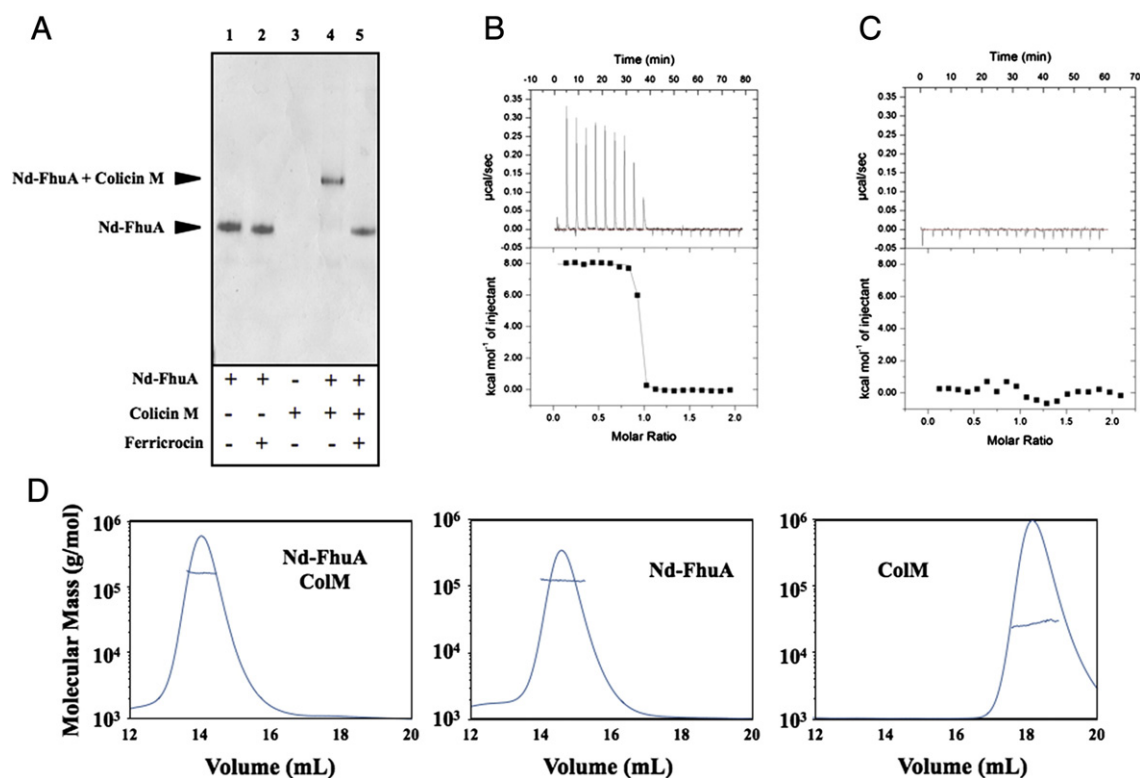 A
1 2 3 4 5
Nd-FhuA + Colicin M
Nd-FhuA
Nd-FhuA + + - + +
Colicin M - - + + +
Ferricrocin - + - - +
B
Time (min)
-10 0 10 20 30 40 50 60 70 80
0.35
0.30
0.25
0.20
0.15
0.10
0.05
0.00
-0.05
µcal/sec
8.00
6.00
4.00
2.00
0.00
kcal mol⁻¹ of injectant
0.0 0.5 1.0 1.5 2.0
Molar Ratio
C
Time (min)
0 10 20 30 40 50 60 70
0.35
0.30
0.25
0.20
0.15
0.10
0.05
0.00
-0.05
µcal/sec
8.00
6.00
4.00
2.00
0.00
kcal mol⁻¹ of injectant
0.0 0.5 1.0 1.5 2.0
Molar Ratio
D
Molecular Mass (g/mol)
10⁶
10⁵
10⁴
10³
Nd-FhuA
ColM
12 14 16 18 20
Volume (mL)
10⁶
10⁵
10⁴
10³
Nd-FhuA
12 14 16 18 20
Volume (mL)
10⁶
10⁵
10⁴
10³
ColM
12 14 16 18 20
Volume (mL)